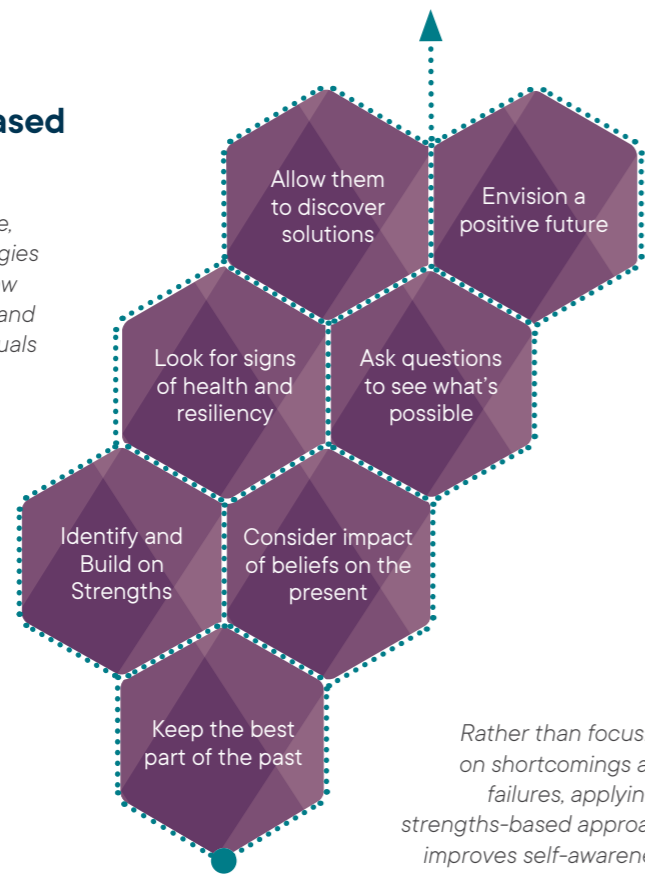 ased
e,
gies
w
and
uals
Allow them
to discover
solutions
Envision a
positive future
Look for signs
of health and
resiliency
Ask questions
to see what's
possible
Identify and
Build on
Strengths
Consider impact
of beliefs on the
present
Keep the best
part of the past
Rather than focus
on shortcomings a
failures, applyin
strengths-based approa
improves self-awarene